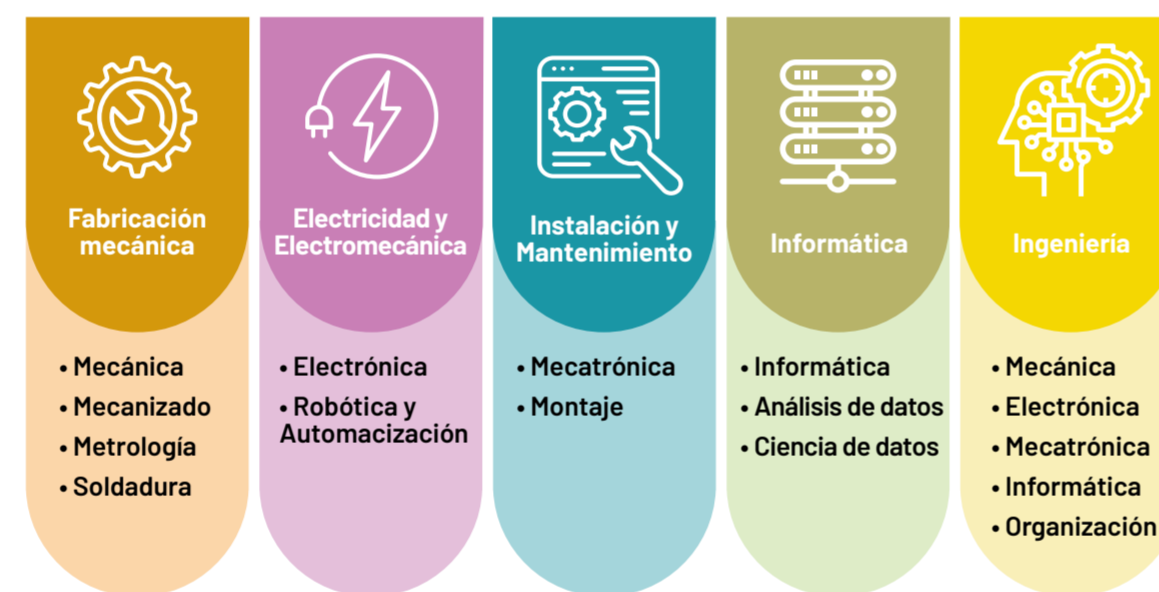 Fabricación
mecánica
• Mecánica
• Mecanizado
• Metrología
• Soldadura
Electricidad y
Electromecánica
• Electrónica
• Robótica y
Automacización
Instalación y
Mantenimiento
• Mecatrónica
• Montaje
Informática
• Informática
• Análisis de datos
• Ciencia de datos
Ingeniería
• Mecánica
• Electrónica
• Mecatrónica
• Informática
• Organización